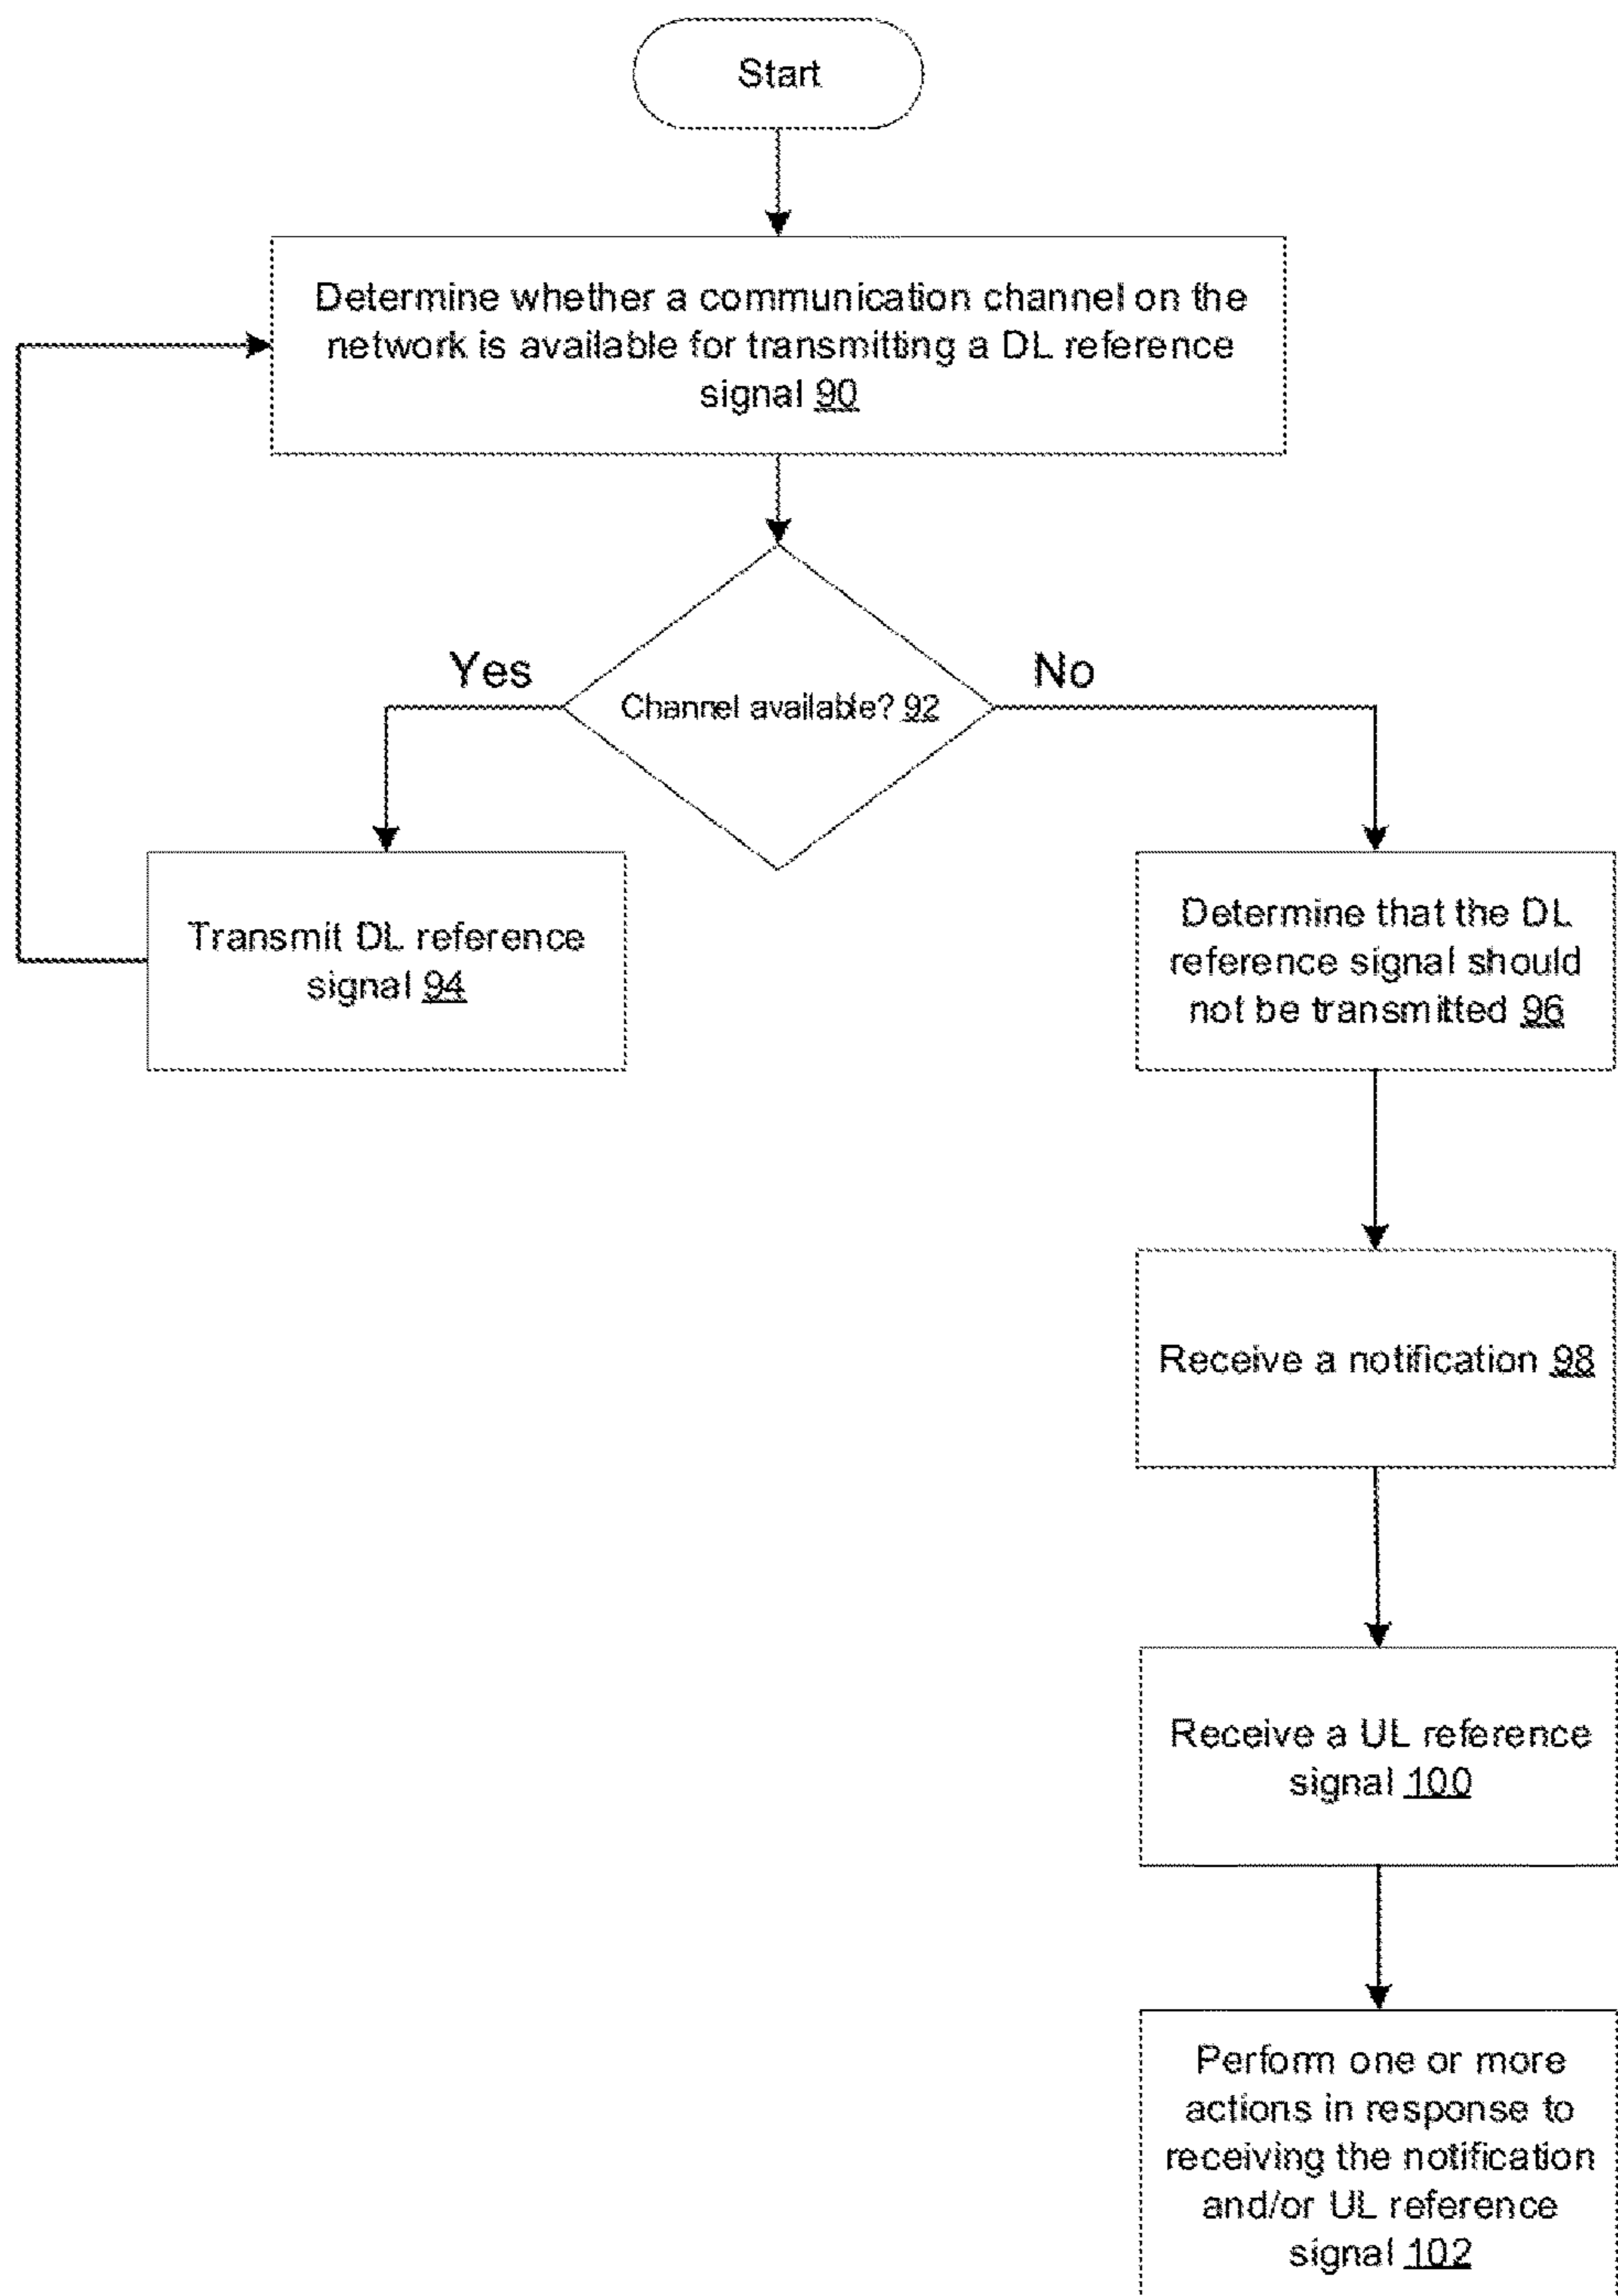 Start
Determine whether a communication channel on the
network is available for transmitting a DL reference
signal 90
Yes
No
Channel available? 92
Transmit DL reference
signal 94
Determine that the DL
reference signal should
not be transmitted 96
Receive a notification 98
Receive a UL reference
signal 100
Perform one or more
actions in response to
receiving the notification
and/or UL reference
signal 102